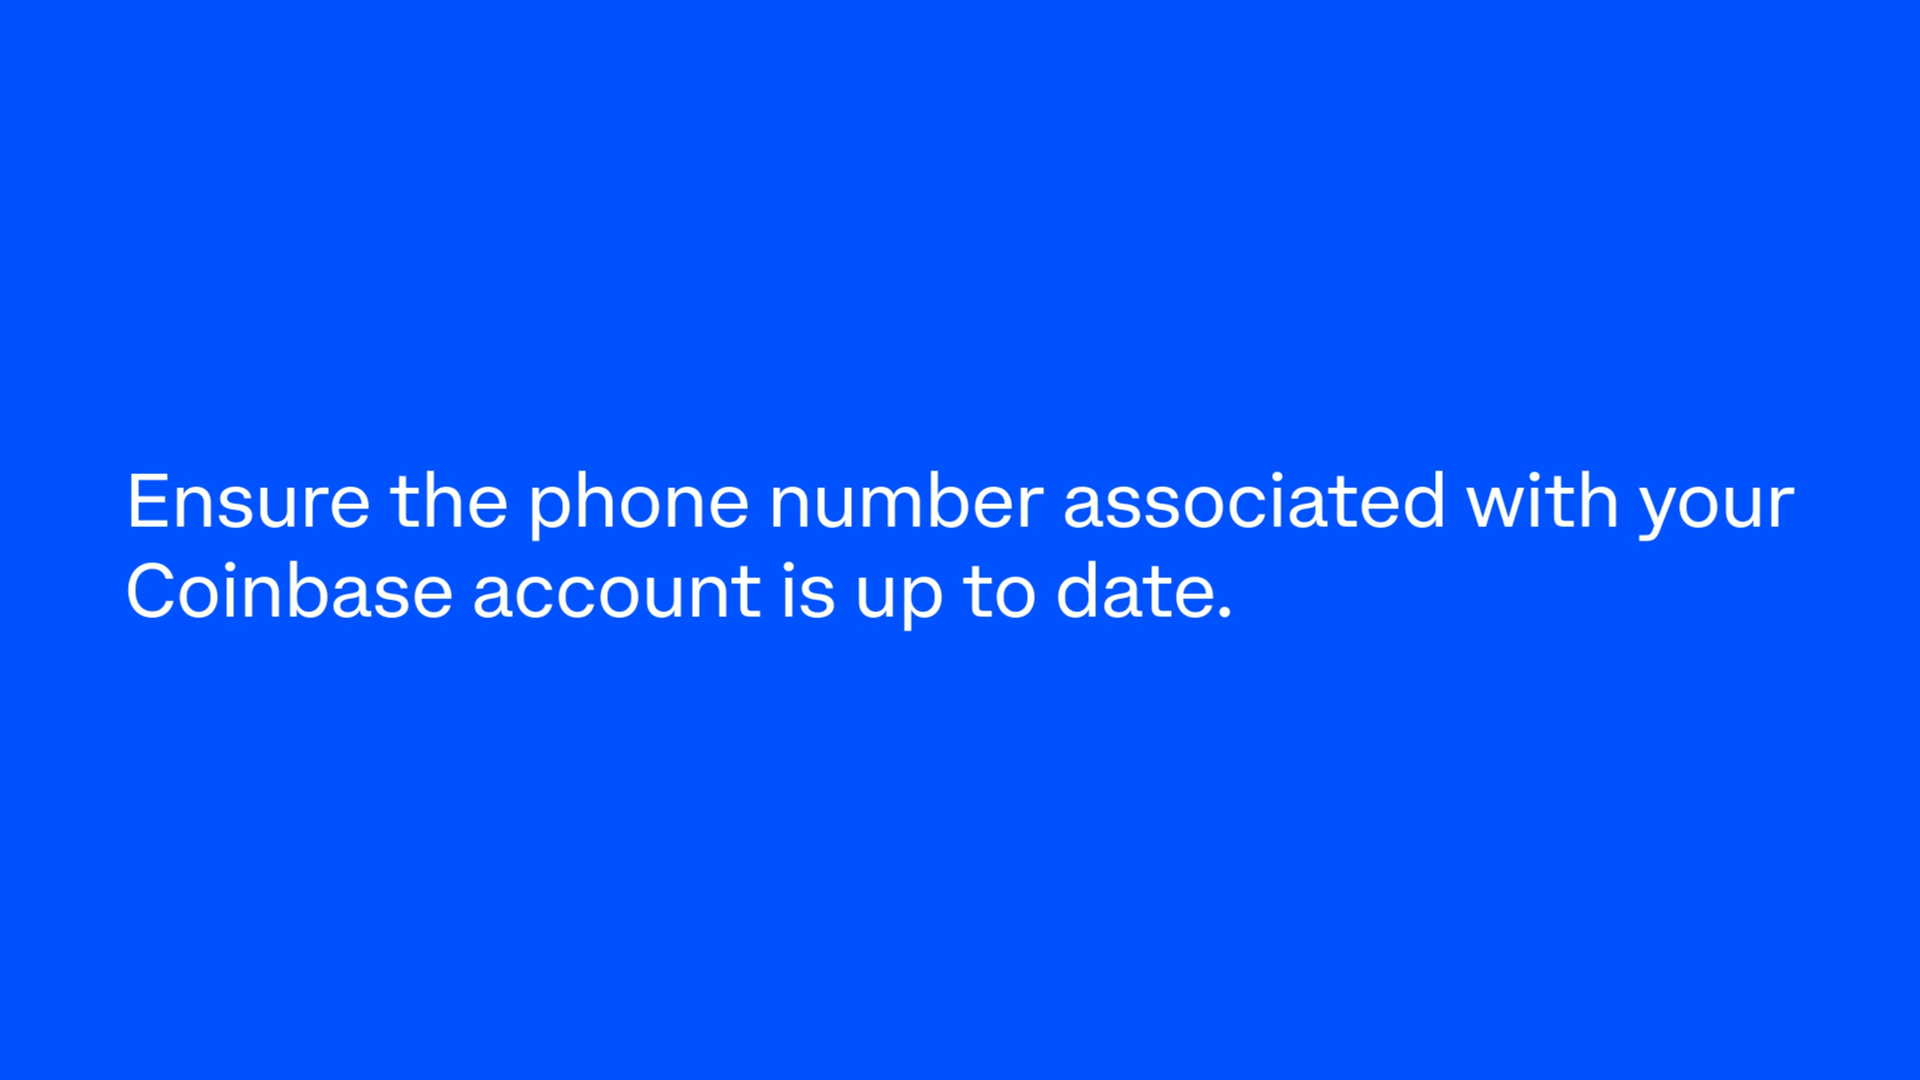 Ensure the phone number associated with your
Coinbase account is up to date.